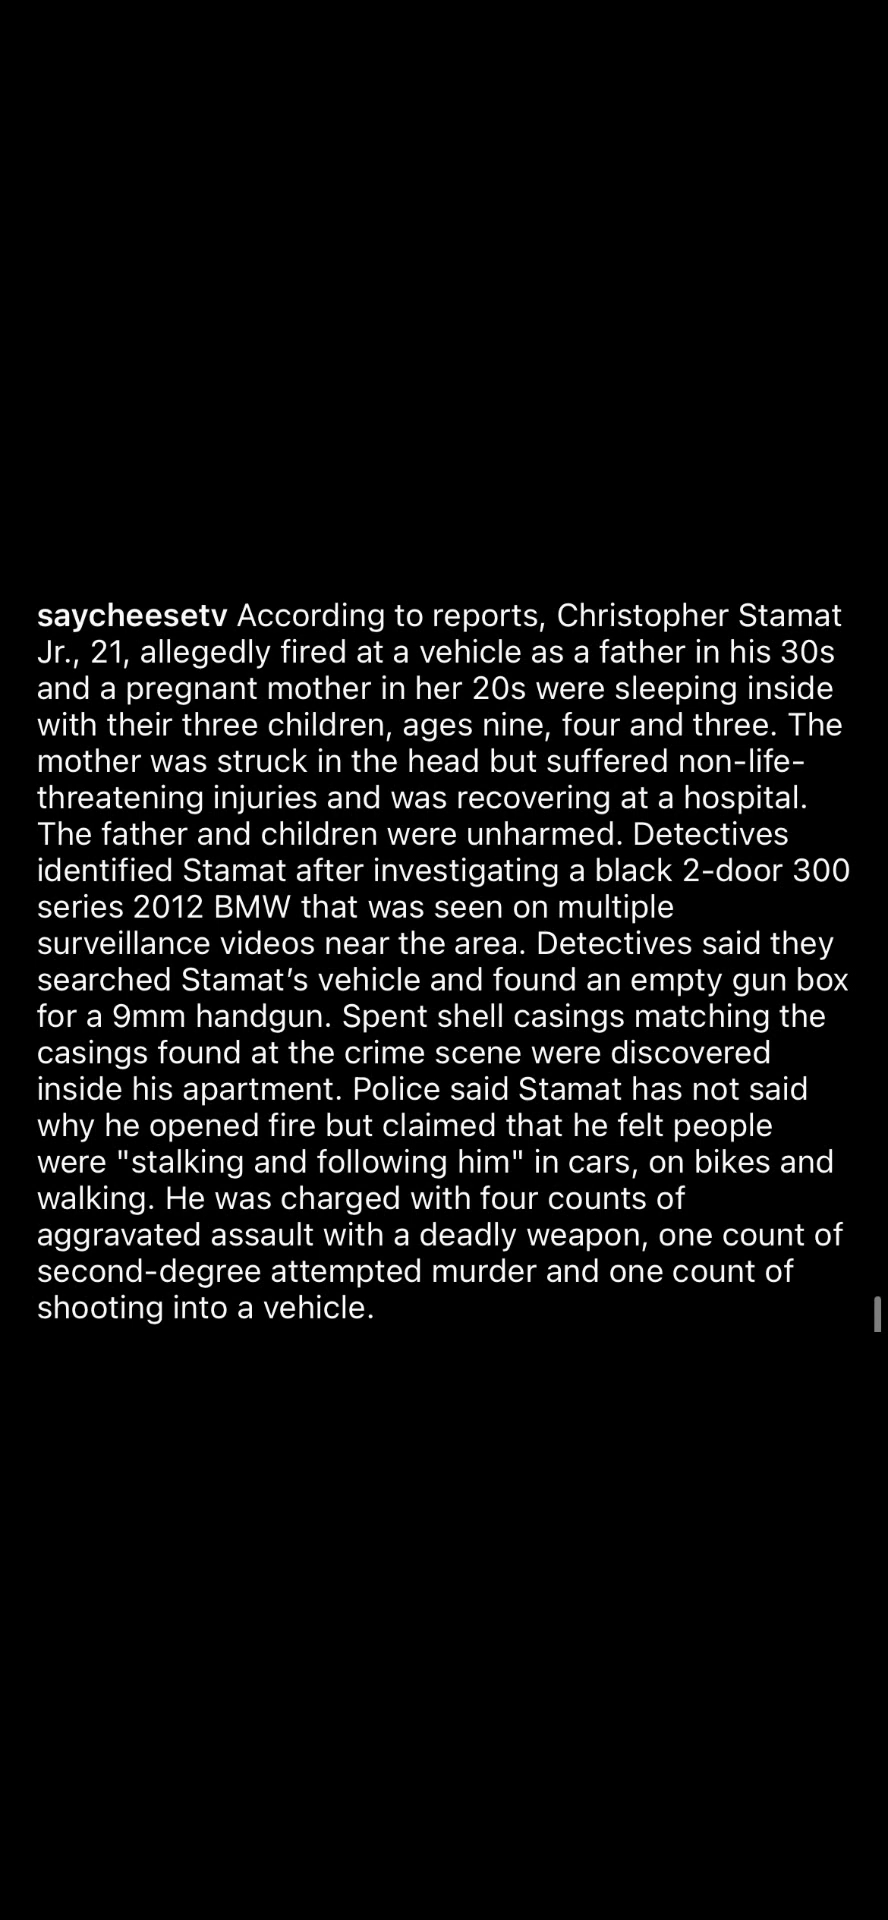 saycheesetv According to reports, Christopher Stamat
Jr., 21, allegedly fired at a vehicle as a father in his 30s
and a pregnant mother in her 20s were sleeping inside
with their three children, ages nine, four and three. The
mother was struck in the head but suffered non-life-
threatening injuries and was recovering at a hospital.
The father and children were unharmed. Detectives
identified Stamat after investigating a black 2-door 300
series 2012 BMW that was seen on multiple
surveillance videos near the area. Detectives said they
searched Stamat’s vehicle and found an empty gun box
for a 9mm handgun. Spent shell casings matching the
casings found at the crime scene were discovered
inside his apartment. Police said Stamat has not said
why he opened fire but claimed that he felt people
were "stalking and following him" in cars, on bikes and
walking. He was charged with four counts of
aggravated assault with a deadly weapon, one count of
second-degree attempted murder and one count of
shooting into a vehicle.